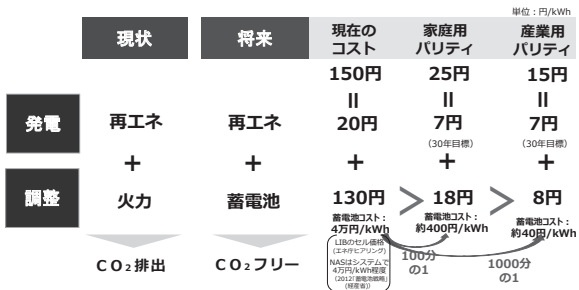 単位：円/kWh
現状
将来
現在の
コスト
家庭用
パリティ
産業用
パリティ
150円
25円
15円
=
=
=
発電
再エネ
再エネ
20円
7円
7円
(30年目標)
(30年目標)
+
+
+
+
+
調整
火力
蓄電池
130円
>
18円
>
8円
蓄電池コスト：
4万円/kWh
蓄電池コスト：
約400円/kWh
蓄電池コスト：
約40円/kWh
CO₂排出
CO₂フリー
LIBのセル価格
(エネ庁ヒアリング)
NASはシステムで
4万円/kWh程度
(2012「蓄電池戦略」
(経産省))
100分
の1
1000分
の1